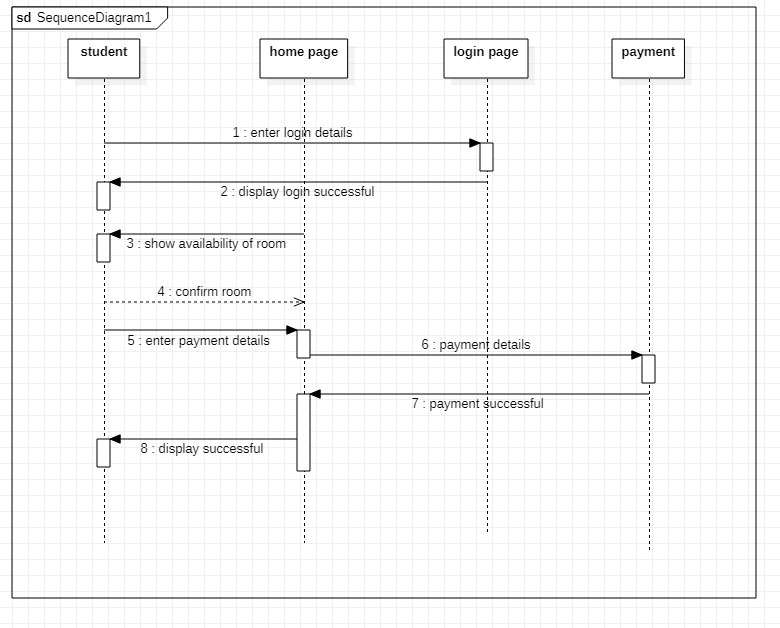 sd SequenceDiagram1
student
home page
login page
payment
1 : enter login details
2 : display login successful
3 : show availability of room
4 : confirm room
5 : enter payment details
6 : payment details
7 : payment successful
8 : display successful